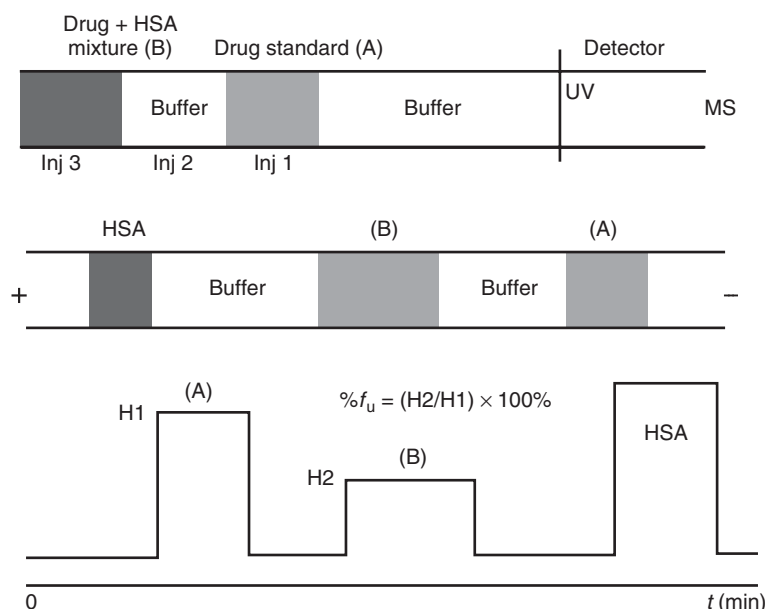 Drug + HSA
mixture (B)
Drug standard (A)
Detector
Buffer
Buffer
UV
MS
Inj 3
Inj 2
Inj 1
HSA
(B)
(A)
+
Buffer
Buffer
–
(A)
H1
%fu = (H2/H1) × 100%
HSA
(B)
H2
0
t (min)